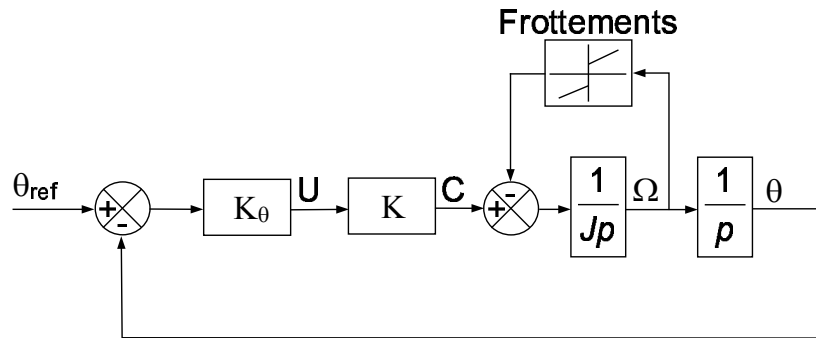 Frottements
θref
+
-
Kθ
U
K
C
+
-
1
Jp
Ω
1
p
θ